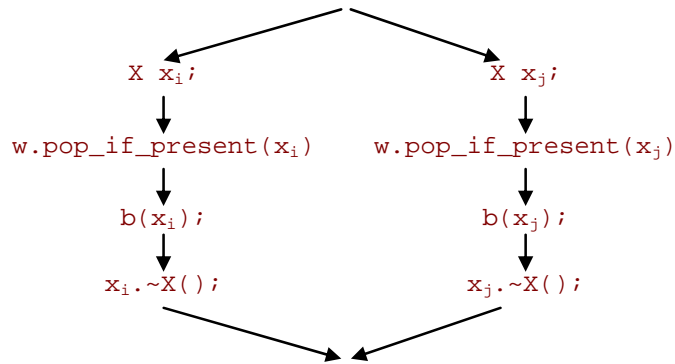 X xᵢ; X xⱼ;
w.pop_if_present(xᵢ) w.pop_if_present(xⱼ)
b(xᵢ); b(xⱼ);
xᵢ.~X(); xⱼ.~X();